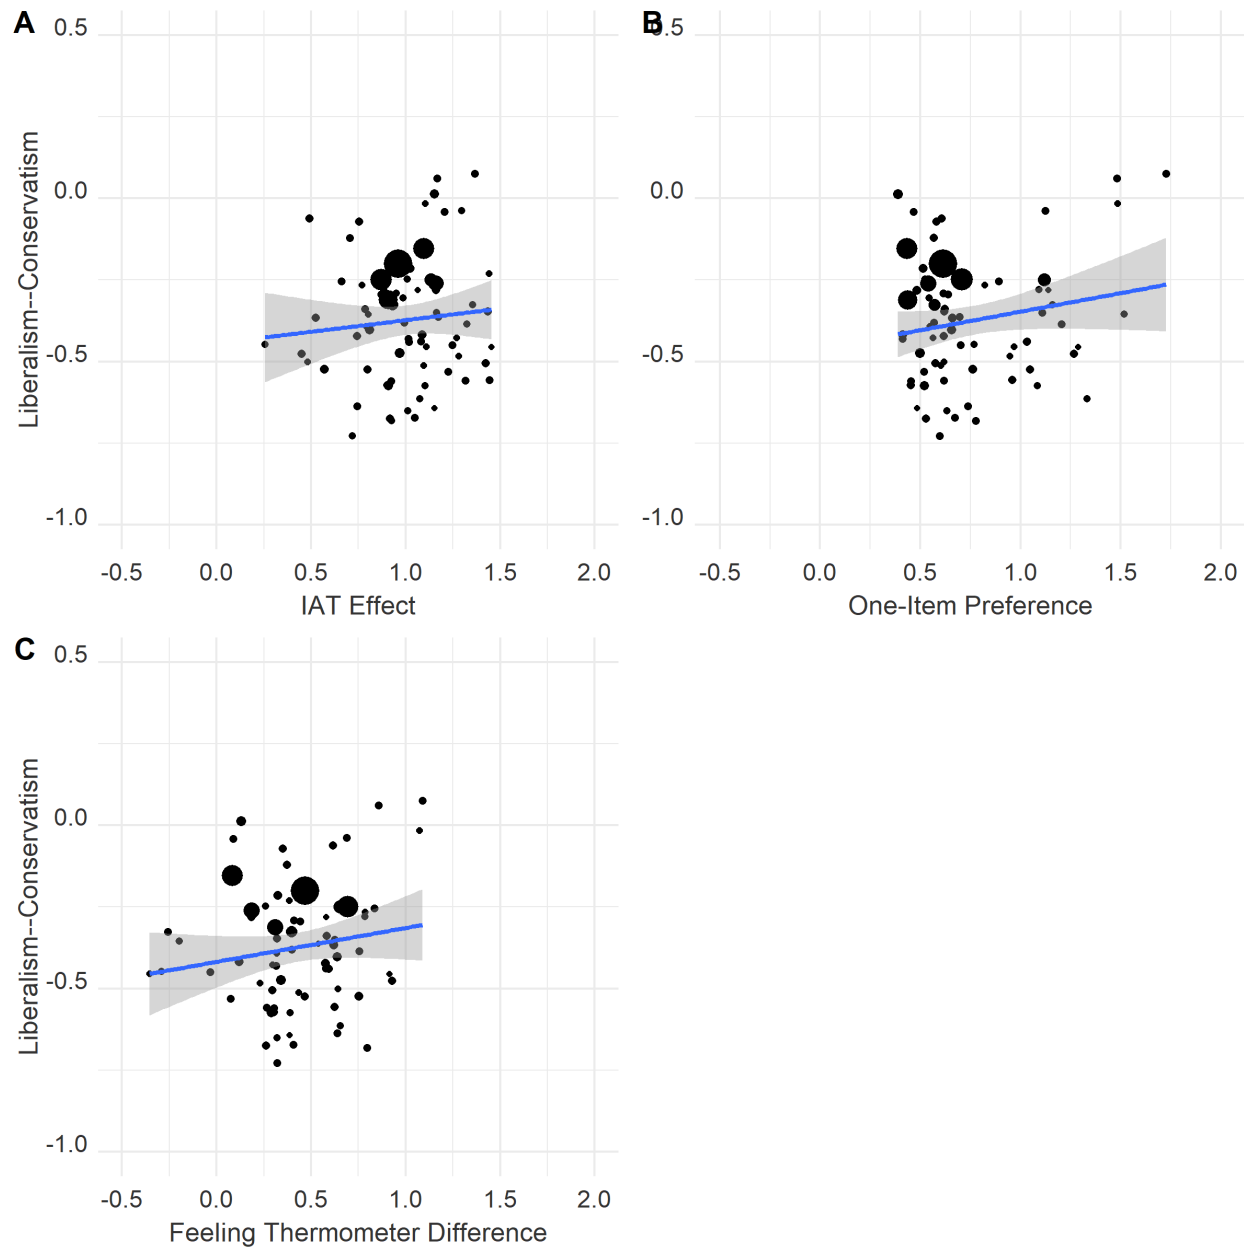 A
B
0.5
0.5
0.0
0.0
Liberalism--Conservatism
-0.5
-0.5
-1.0
-1.0
-0.5 0.0 0.5 1.0 1.5 2.0
-0.5 0.0 0.5 1.0 1.5 2.0
IAT Effect
One-Item Preference
C
0.5
0.0
Liberalism--Conservatism
-0.5
-1.0
-0.5 0.0 0.5 1.0 1.5 2.0
Feeling Thermometer Difference